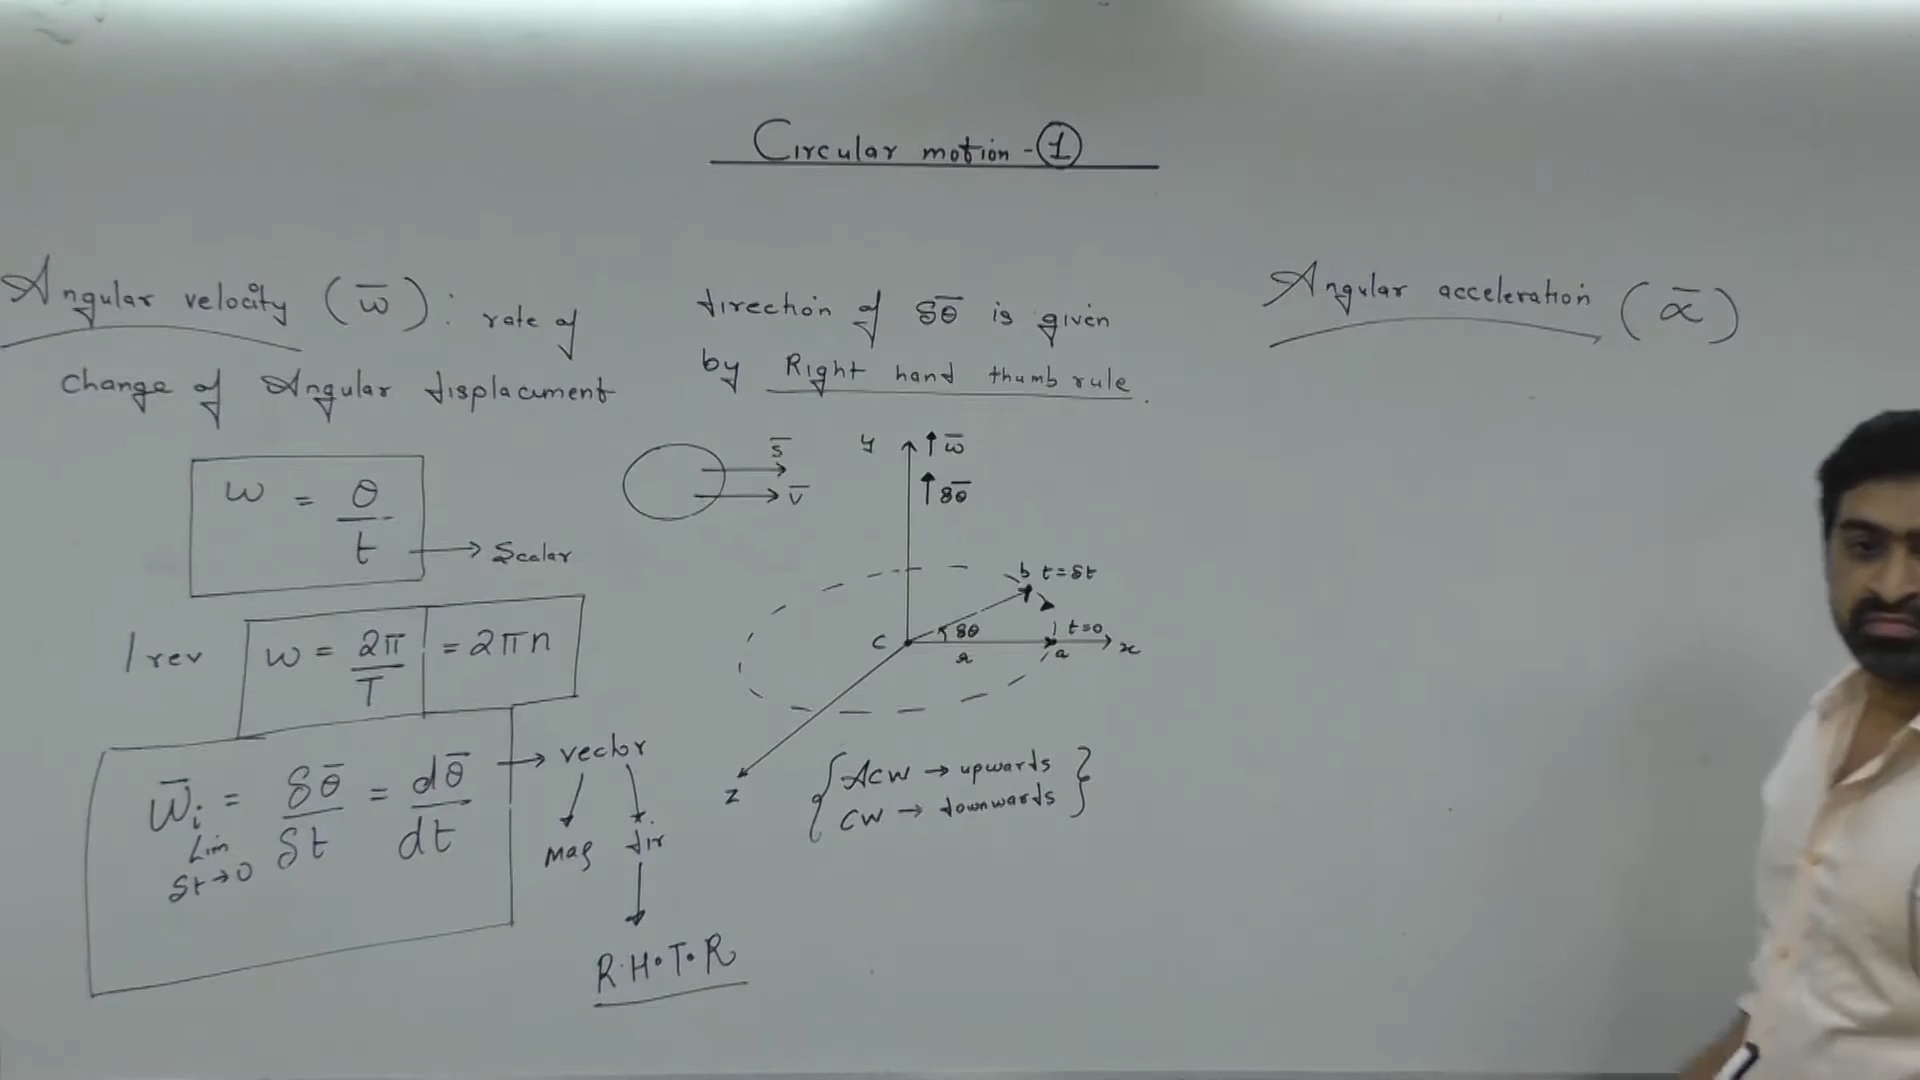 Circular motion - 1
Angular velocity (ω̅) : rate of
change of Angular displacement
ω = θ/t → Scalar
1 rev ω = 2π/T = 2πn
ω̅i = δθ̅/δt = dθ̅/dt → vector
Lim
δt→0
mag dir
R.H.T.R
direction of δθ̅ is given
by Right hand thumb rule.
s̅
v̅
y ω̅
δθ̅
b t=δt
c δθ t=0
r a x
z
{ ACW → upwards }
{ CW → downwards }
Angular acceleration (α̅)